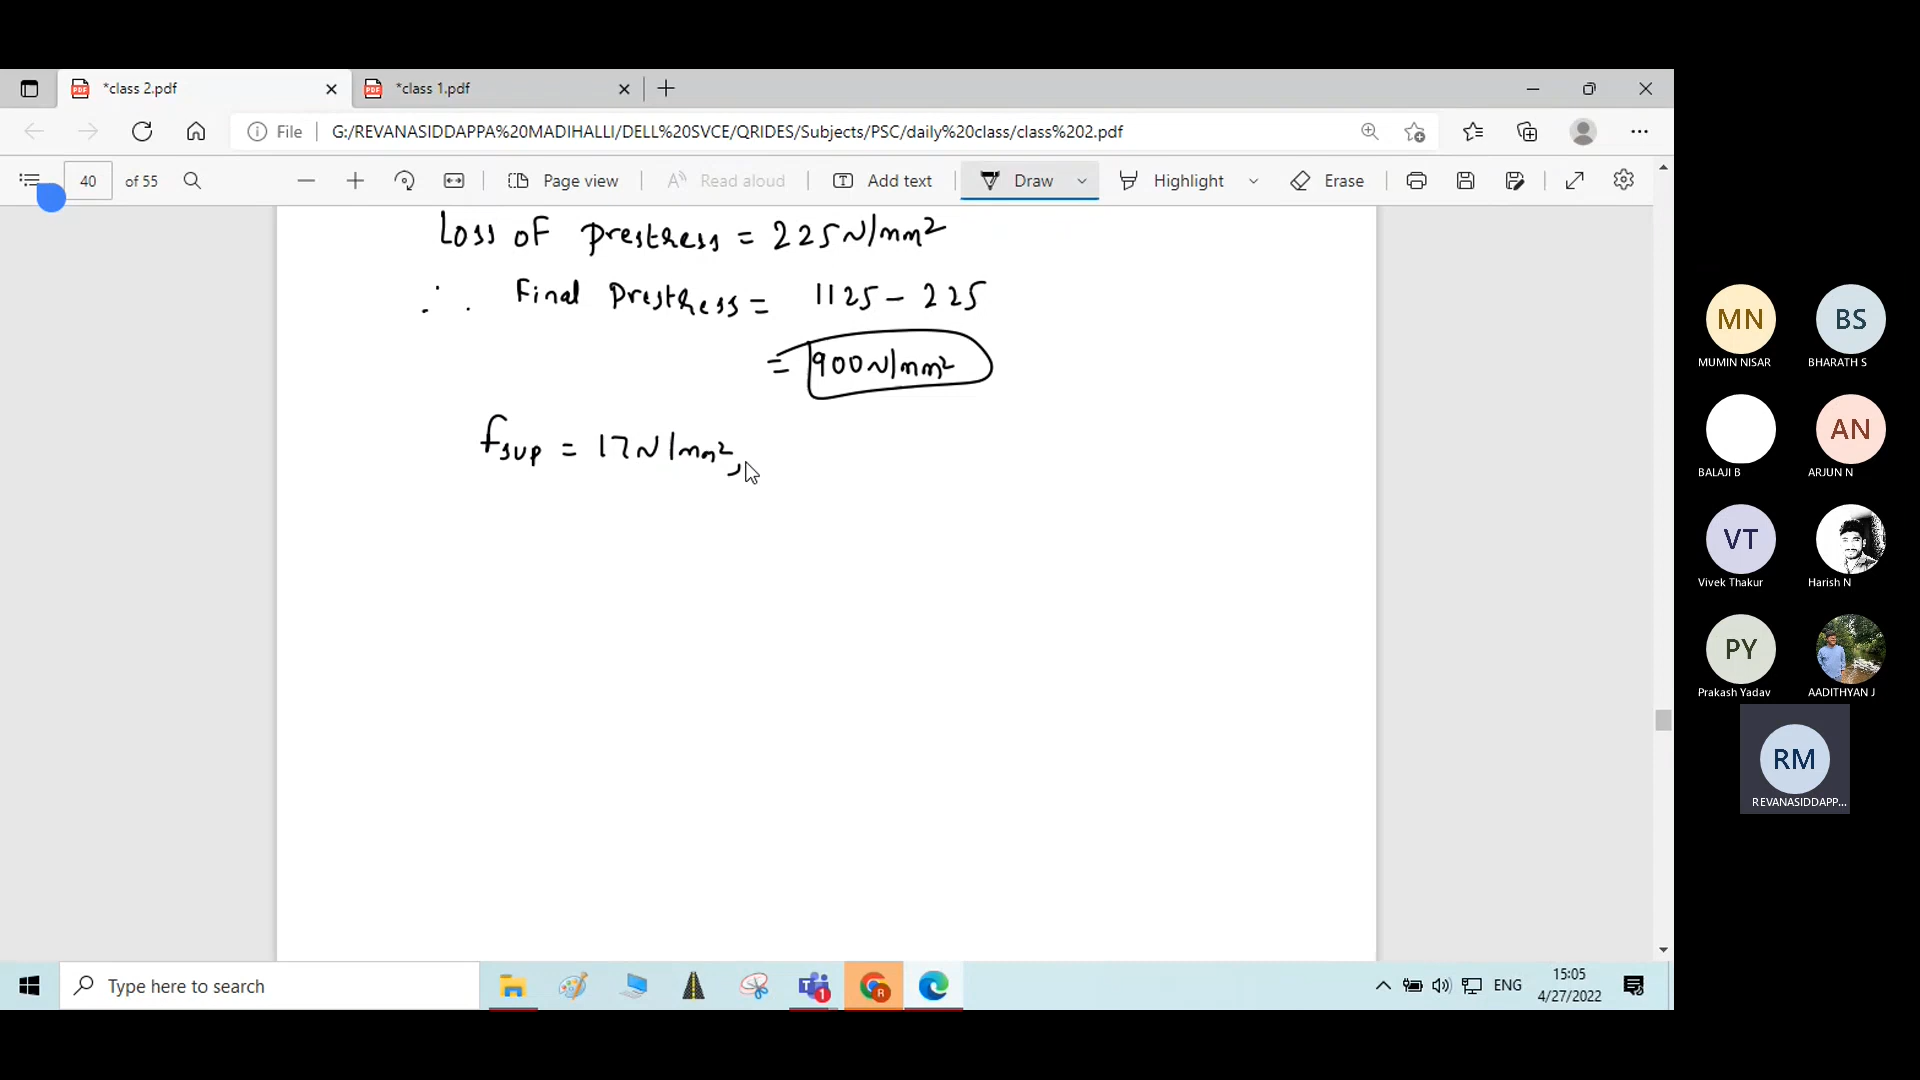 *class 2.pdf
*class 1.pdf
File
G:/REVANASIDDAPPA%20MADIHALLI/DELL%20SVCE/QRIDES/Subjects/PSC/daily%20class/class%202.pdf
40 of 55
Page view
Read aloud
Add text
Draw
Highlight
Erase
Loss of Prestress = 225N/mm²
∴ Final Prestress = 1125 - 225
= 900N/mm²
fsup = 17N/mm²,
MN
MUMIN NISAR
BS
BHARATH S
BALAJI B
AN
ARJUN N
VT
Vivek Thakur
Harish N
PY
Prakash Yadav
AADITHYAN J
RM
REVANASIDDAPP...
Type here to search
1
R
ENG
15:05
4/27/2022